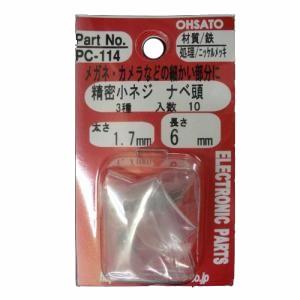 OHSATO
Part No.
PC-114
材質/鉄
処理/ニッケルメッキ
メガネ・カメラなどの細かい部分に
精密小ネジ ナベ頭
3種 入数 10
太さ
1.7mm
長さ
6mm
ELECTRONIC PARTS